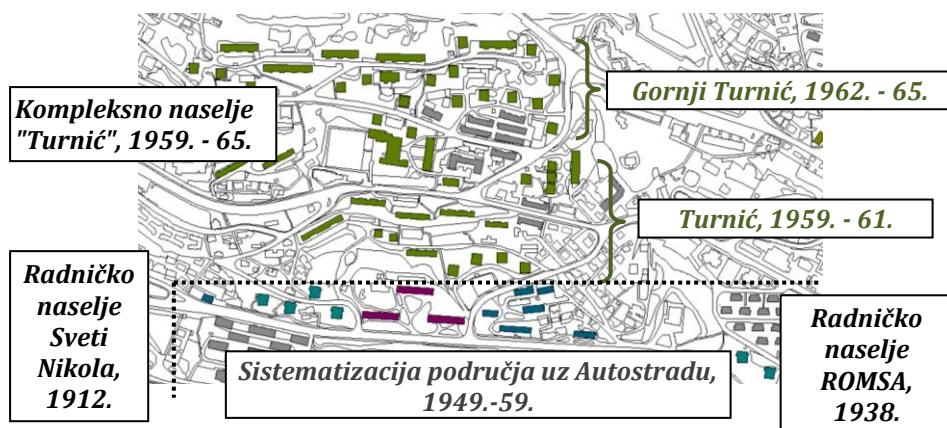 Kompleksno naselje
"Turnić", 1959. - 65.
Gornji Turnić, 1962. - 65.
Turnić, 1959. - 61.
Radničko
naselje
Sveti
Nikola,
1912.
Sistematizacija područja uz Autostradu,
1949.-59.
Radničko
naselje
ROMSA,
1938.